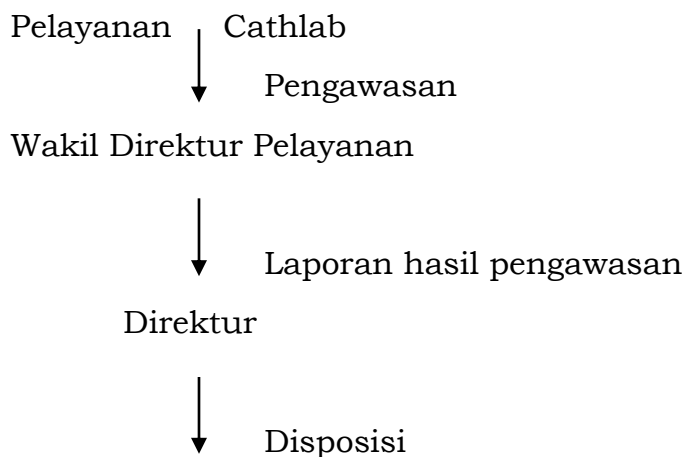 Pelayanan Cathlab
Pengawasan
Wakil Direktur Pelayanan
Laporan hasil pengawasan
Direktur
Disposisi